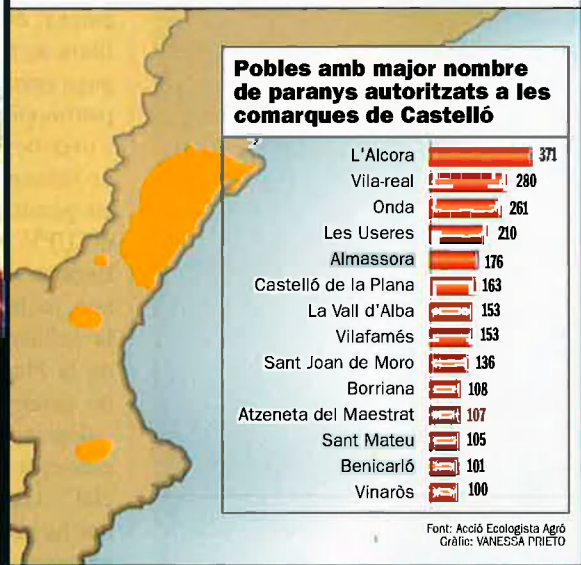 Pobles amb major nombre
de paranys autoritzats a les
comarques de Castelló
L'Alcora 371
Vila-real 280
Onda 261
Les Useres 210
Almassora 176
Castelló de la Plana 163
La Vall d'Alba 153
Vilafamés 153
Sant Joan de Moro 136
Borriana 108
Atzeneta del Maestrat 107
Sant Mateu 105
Benicarló 101
Vinaròs 100
Font: Acció Ecologista Agró
Gràfic: VANESSA PRIETO